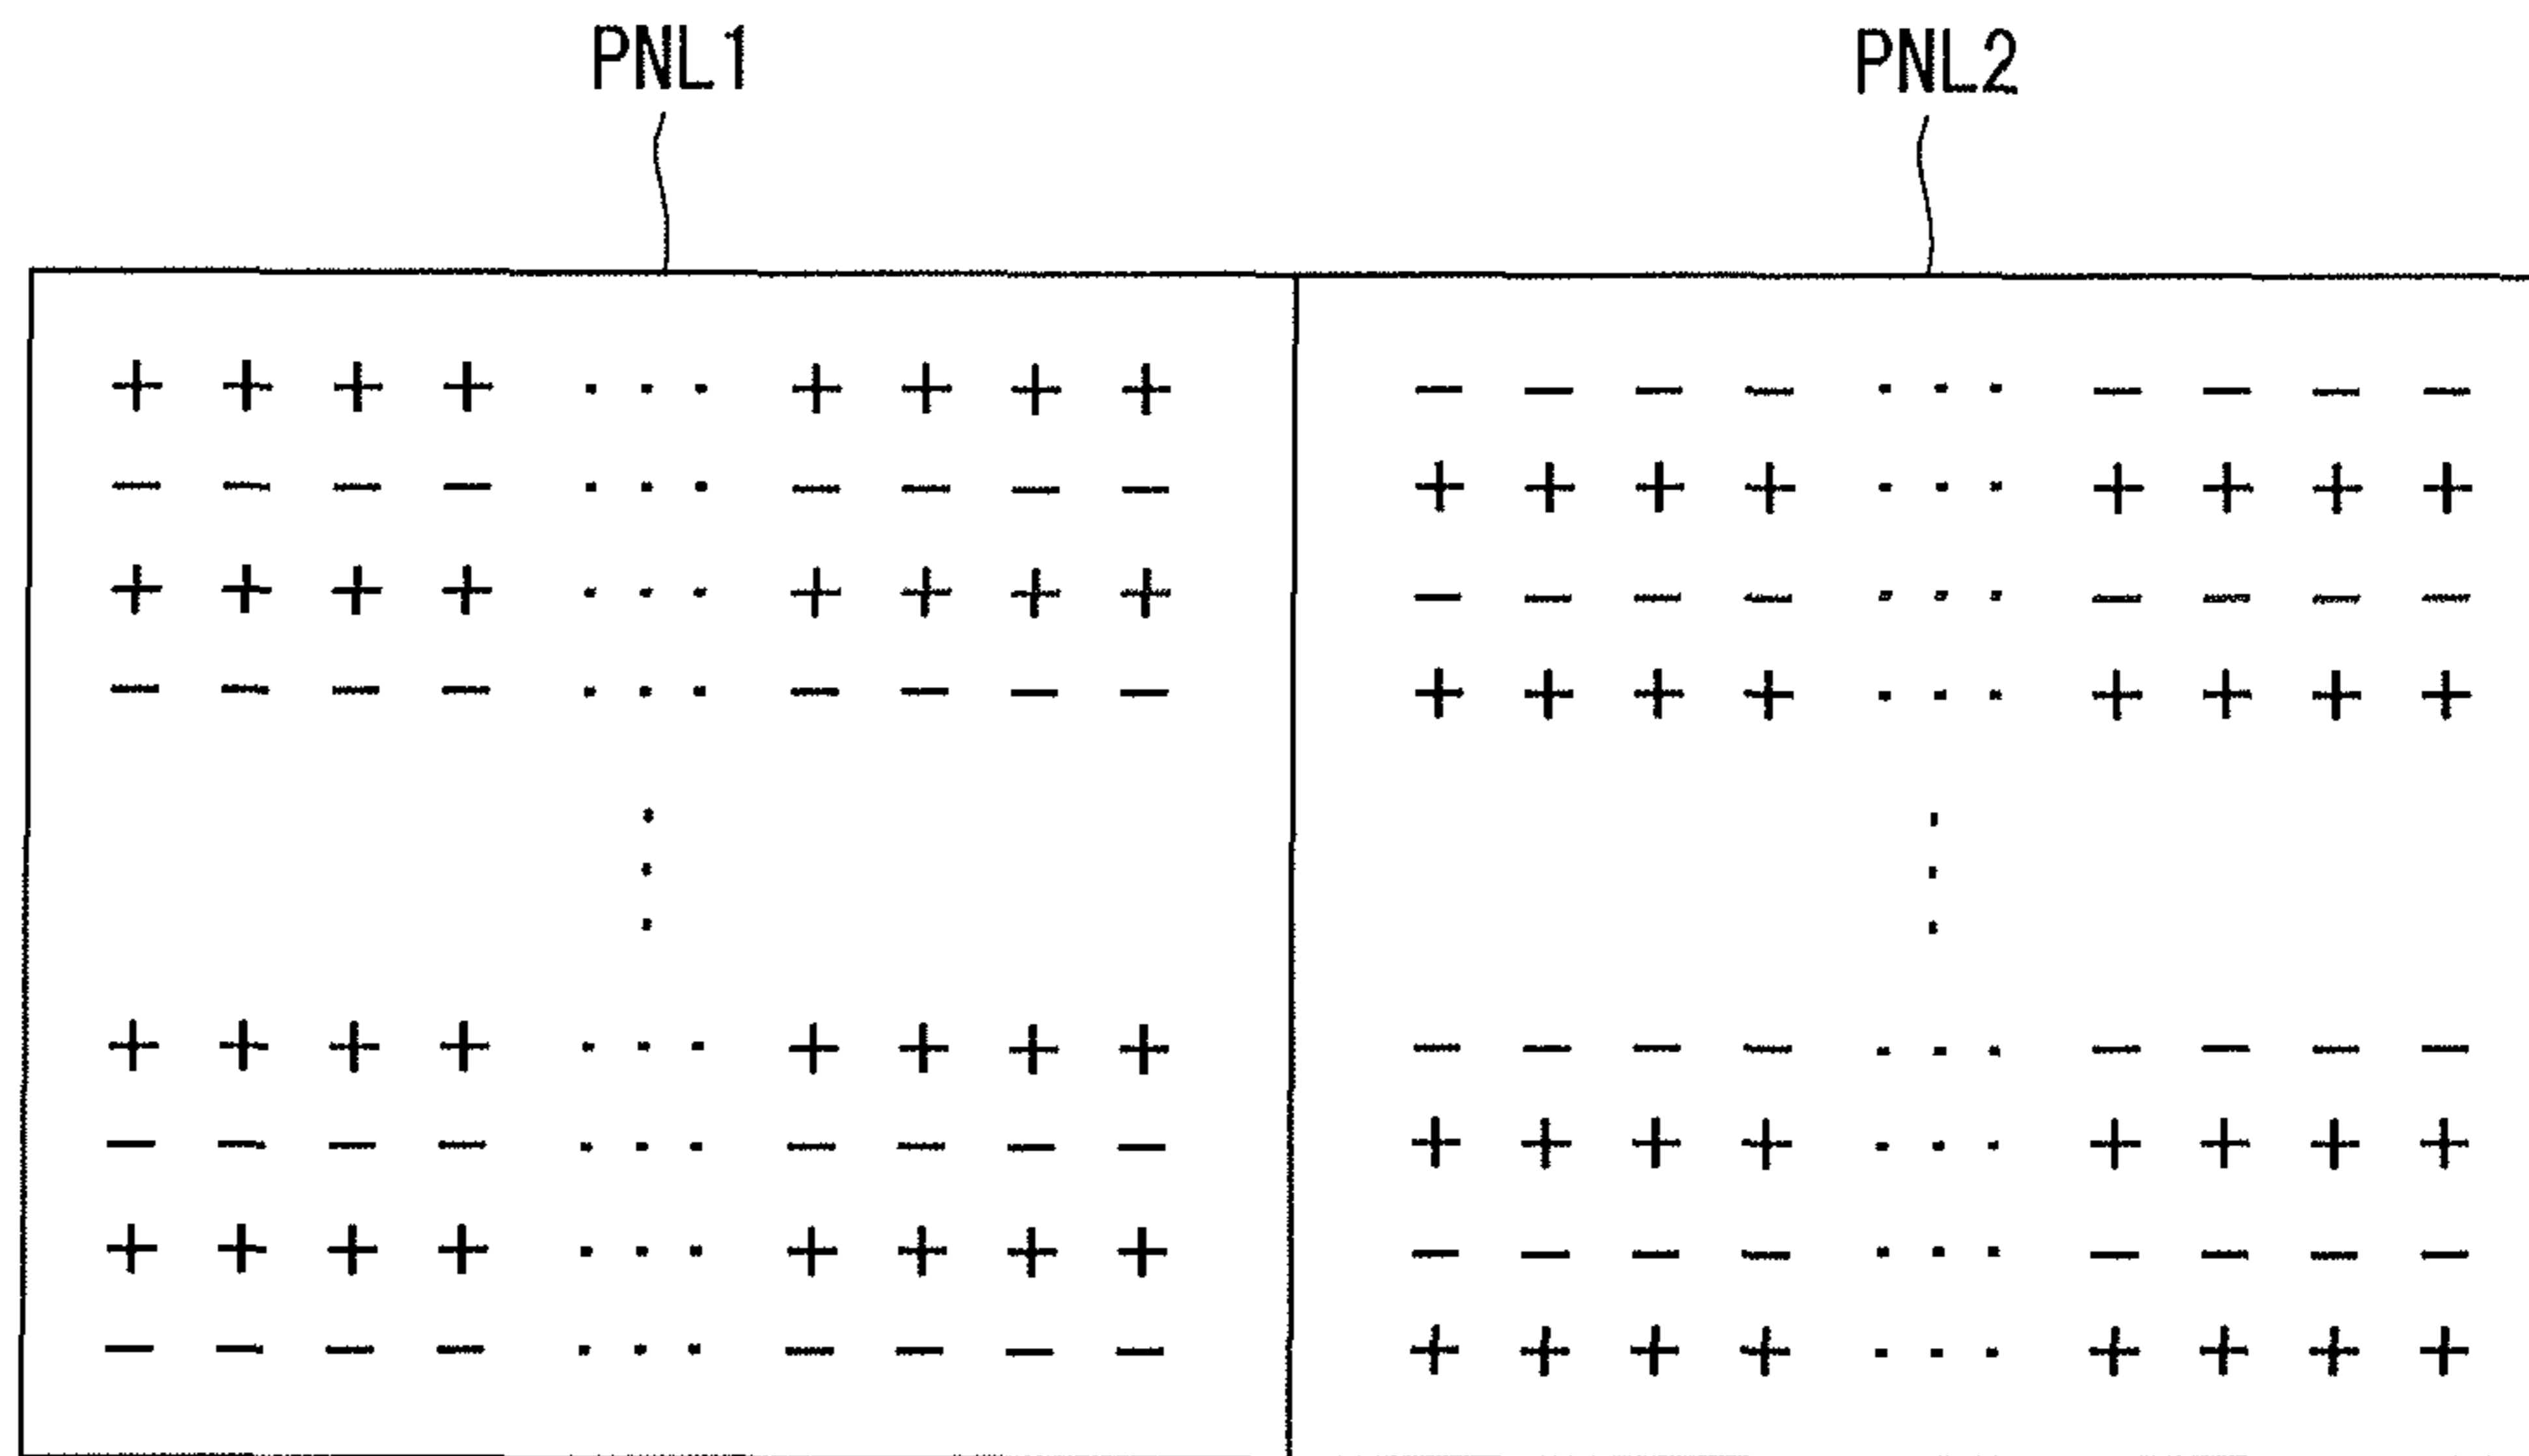 PNL1 PNL2
+ + + + · · · + + + + − − − − · · · − − − −
− − − − · · · − − − − + + + + · · · + + + +
+ + + + · · · + + + + − − − − · · · − − − −
− − − − · · · − − − − + + + + · · · + + + +
· ·
· ·
· ·
+ + + + · · · + + + + − − − − · · · − − − −
− − − − · · · − − − − + + + + · · · + + + +
+ + + + · · · + + + + − − − − · · · − − − −
− − − − · · · − − − − + + + + · · · + + + +